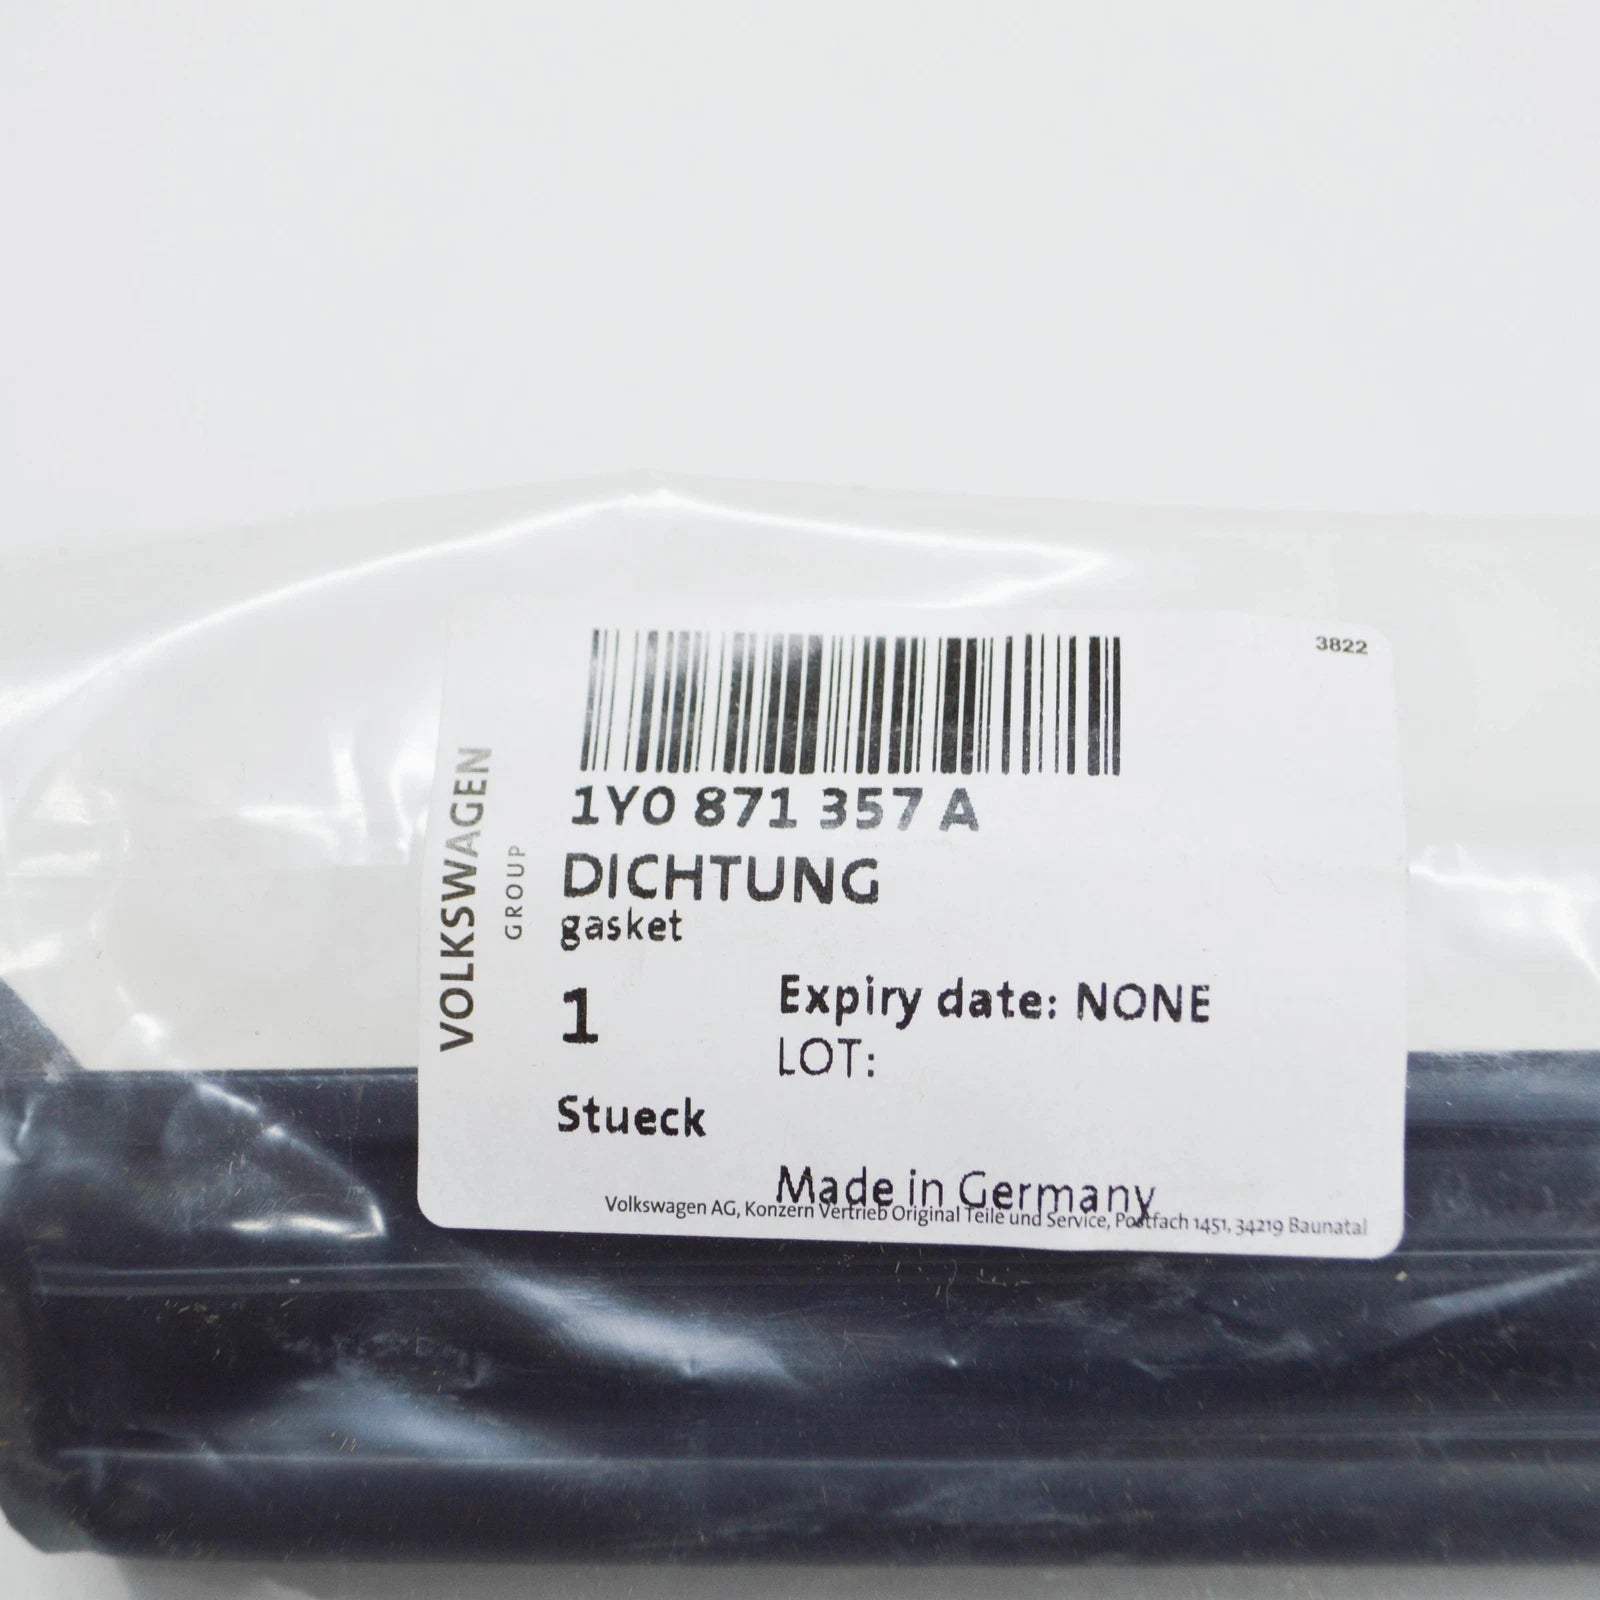 3822
VOLKSWAGEN
GROUP
1Y0 871 357 A
DICHTUNG
gasket
1
Expiry date: NONE
LOT:
Stueck
Made in Germany
Volkswagen AG, Konzern Vertrieb Original Teile und Service, Postfach 1451, 34219 Baunatal